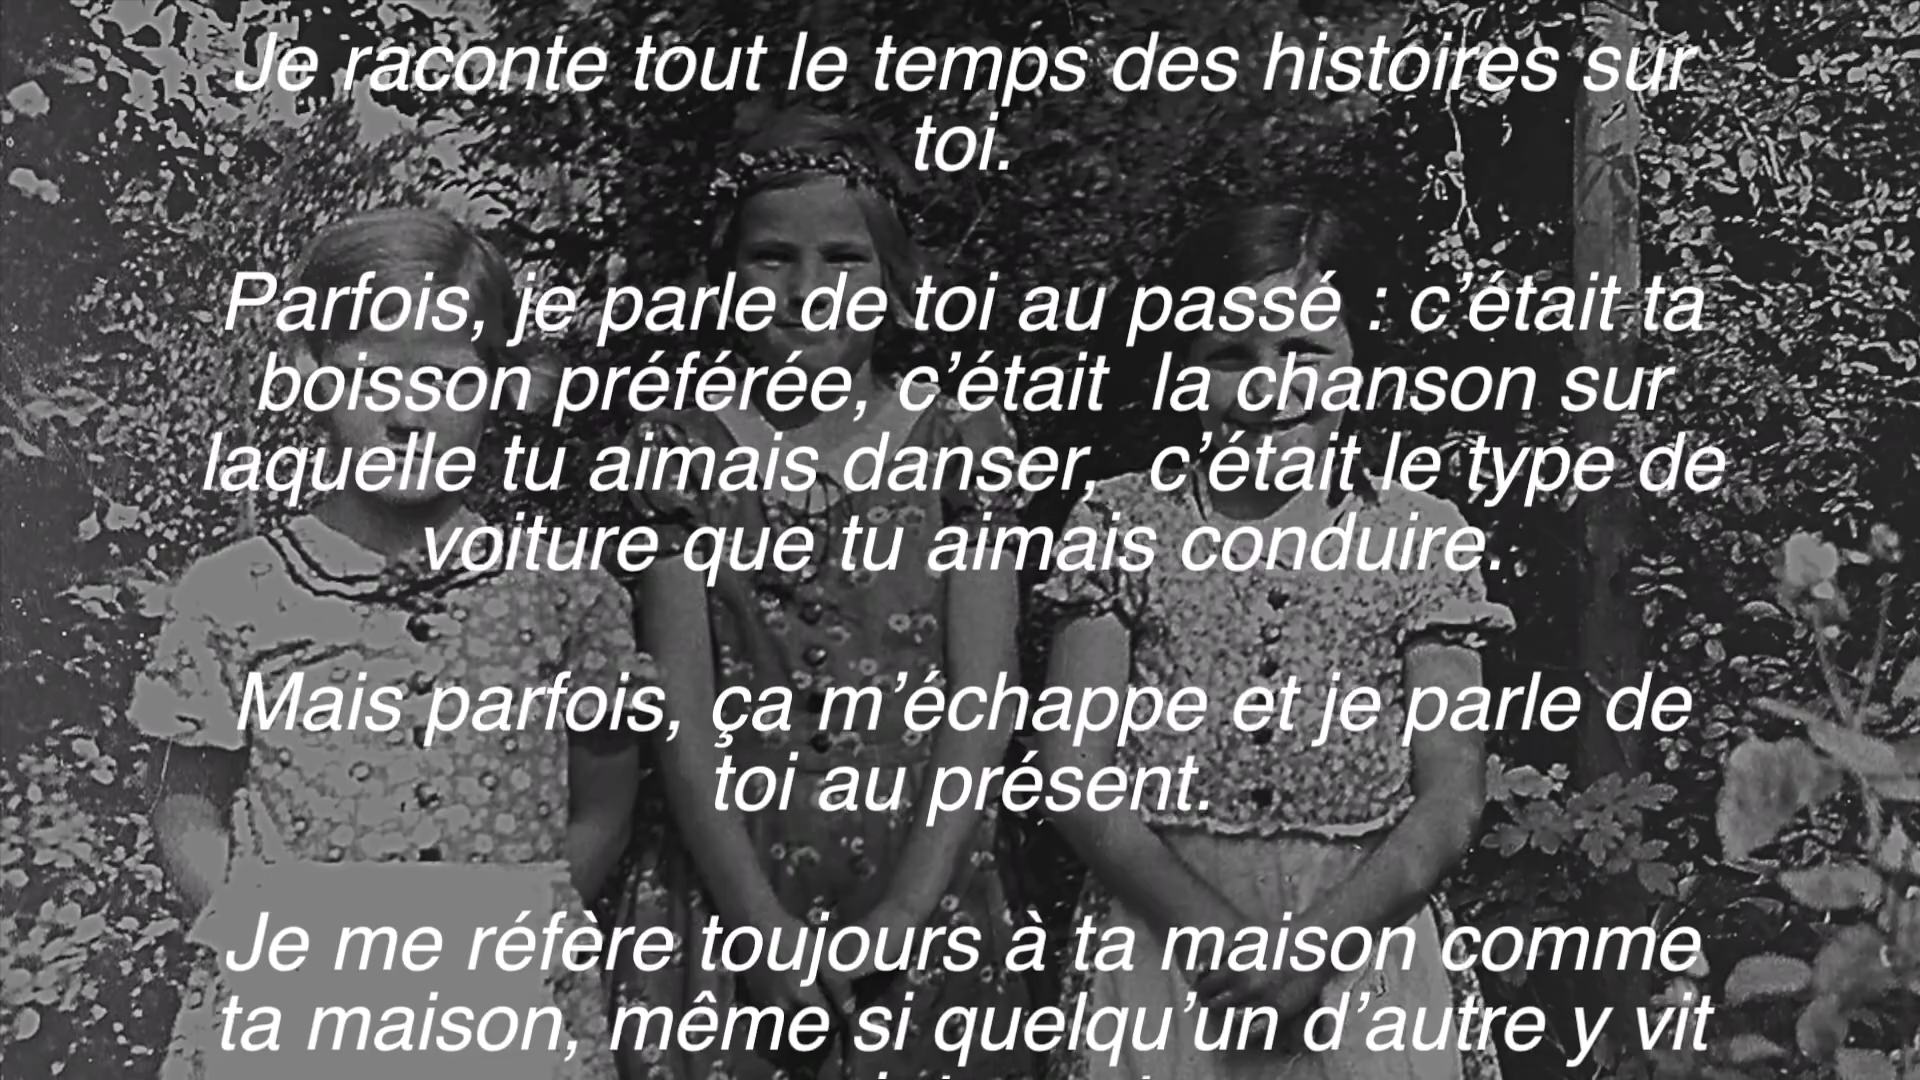 Je raconte tout le temps des histoires sur
toi.
Parfois, je parle de toi au passé : c’était ta
boisson préférée, c’était  la chanson sur
laquelle tu aimais danser,  c’était le type de
voiture que tu aimais conduire.
Mais parfois, ça m’échappe et je parle de
toi au présent.
Je me réfère toujours à ta maison comme
ta maison, même si quelqu’un d’autre y vit